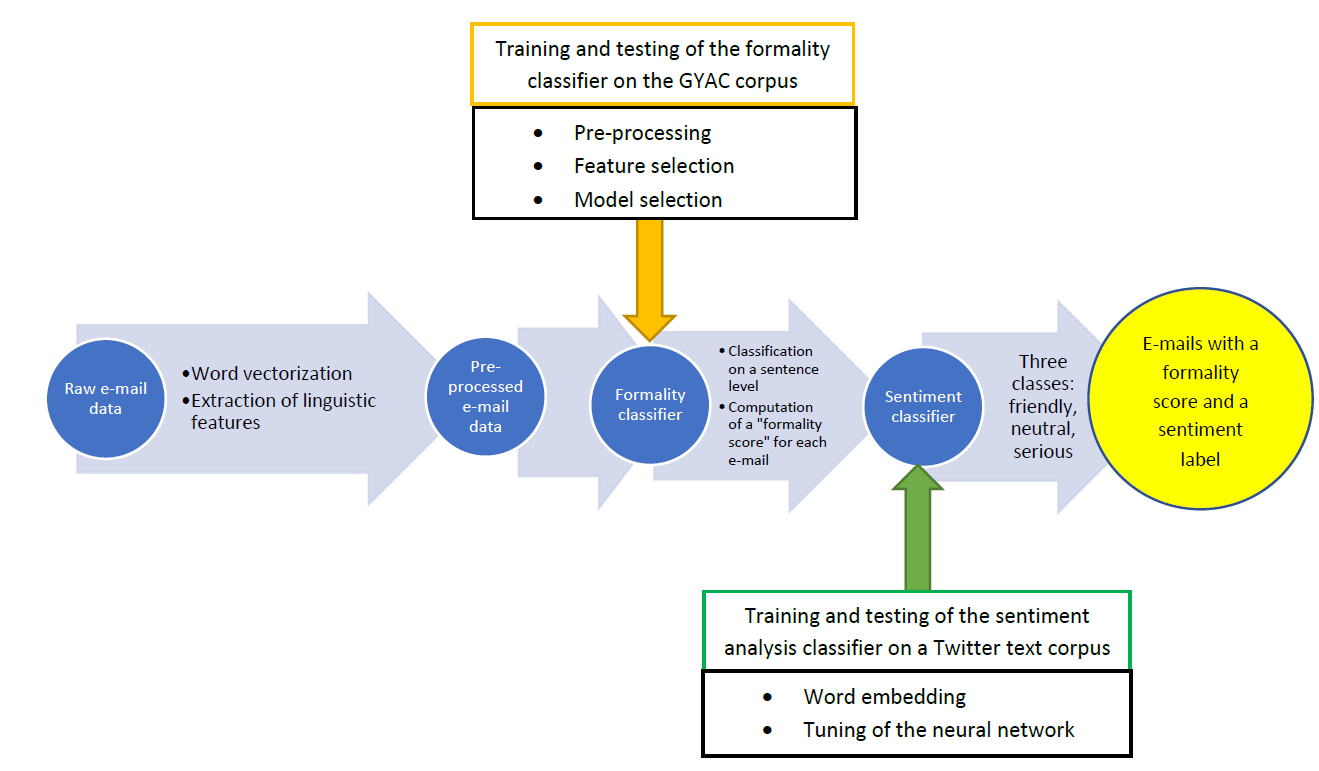 Training and testing of the formality
classifier on the GYAC corpus
• Pre-processing
• Feature selection
• Model selection
Raw e-mail
data
•Word vectorization
•Extraction of linguistic
features
Pre-
processed
e-mail
data
Formality
classifier
•Classification
on a sentence
level
•Computation
of a "formality
score" for each
e-mail
Sentiment
classifier
Three
classes:
friendly,
neutral,
serious
E-mails with a
formality
score and a
sentiment
label
Training and testing of the sentiment
analysis classifier on a Twitter text corpus
• Word embedding
• Tuning of the neural network